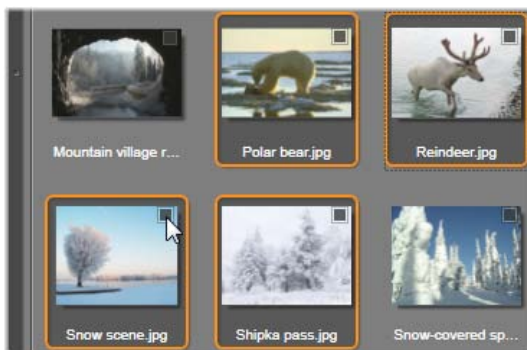 Mountain village r...
Polar bear.jpg
Reindeer.jpg
Snow scene.jpg
Shipka pass.jpg
Snow-covered sp...